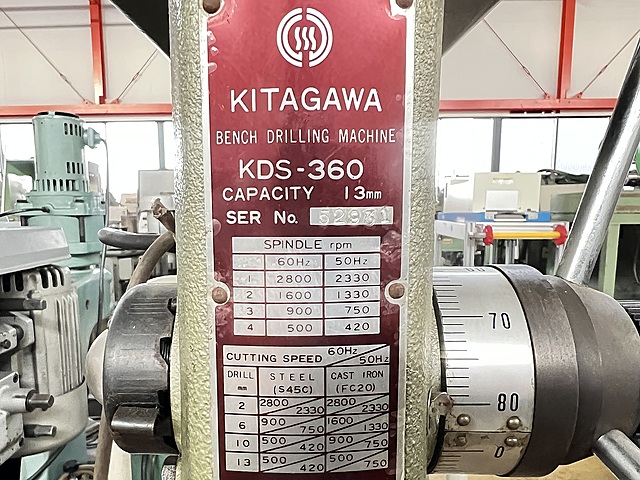 KITAGAWA
BENCH DRILLING MACHINE
KDS-360
CAPACITY 13mm
SER No. 52931
SPINDLE rpm
60Hz 50Hz
1 2800 2330
2 1600 1330
3 900 750
4 500 420
CUTTING SPEED 60Hz/50Hz
DRILL mm STEEL (S45C) CAST IRON (FC20)
2 2800/2330 2800/2330
6 900/750 1600/1330
10 500/420 900/750
13 500/420 500/750
70
80
0